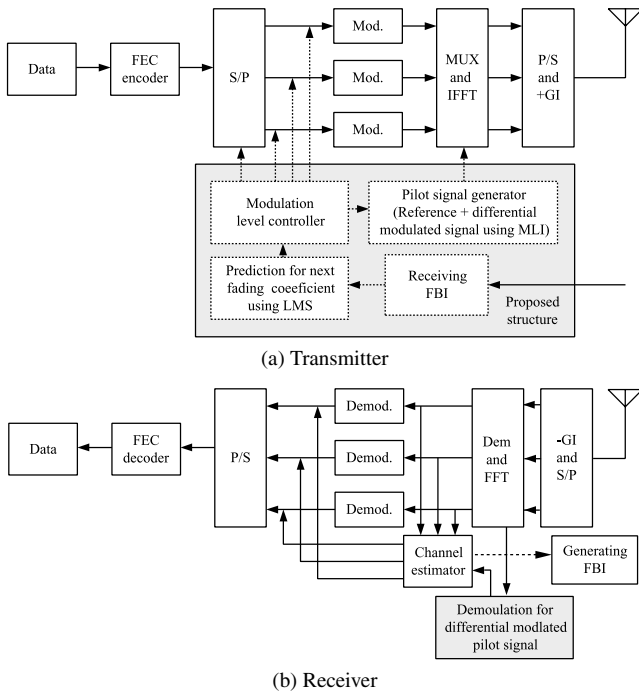 Data
FEC
encoder
S/P
Mod.
Mod.
Mod.
MUX
and
IFFT
P/S
and
+GI
Modulation
level controller
Pilot signal generator
(Reference + differential
modulated signal using MLI)
Prediction for next
fading coeeficient
using LMS
Receiving
FBI
Proposed
structure
(a) Transmitter
Data
FEC
decoder
P/S
Demod.
Demod.
Demod.
Dem
and
FFT
-GI
and
S/P
Channel
estimator
Generating
FBI
Demoulation for
differential modlated
pilot signal
(b) Receiver